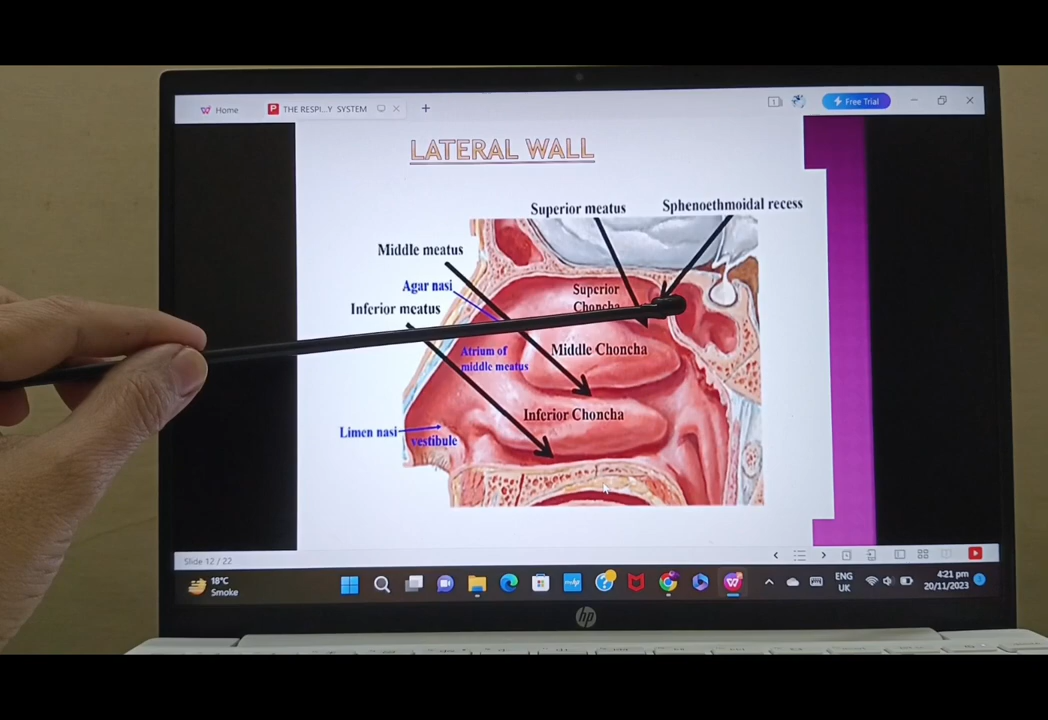 Home
THE RESPI...Y SYSTEM
Free Trial
LATERAL WALL
Superior meatus
Sphenoethmoidal recess
Middle meatus
Agar nasi
Superior
Choncha
Inferior meatus
Atrium of
middle meatus
Middle Choncha
Inferior Choncha
Limen nasi
vestibule
Slide 12 / 22
18°C
Smoke
ENG
UK
4:21 pm
20/11/2023
hp